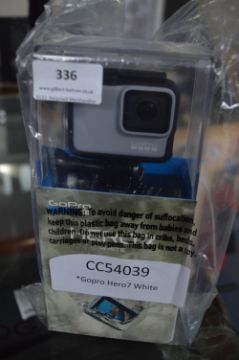 336
www.gilbert-baitson.co.uk
GoPro
WARNING: To avoid danger of suffocation,
keep this plastic bag away from babies and
children. Do not use this bag in cribs, beds,
carriages or play pens. This bag is not a toy.
CC54039
*Gopro Hero7 White